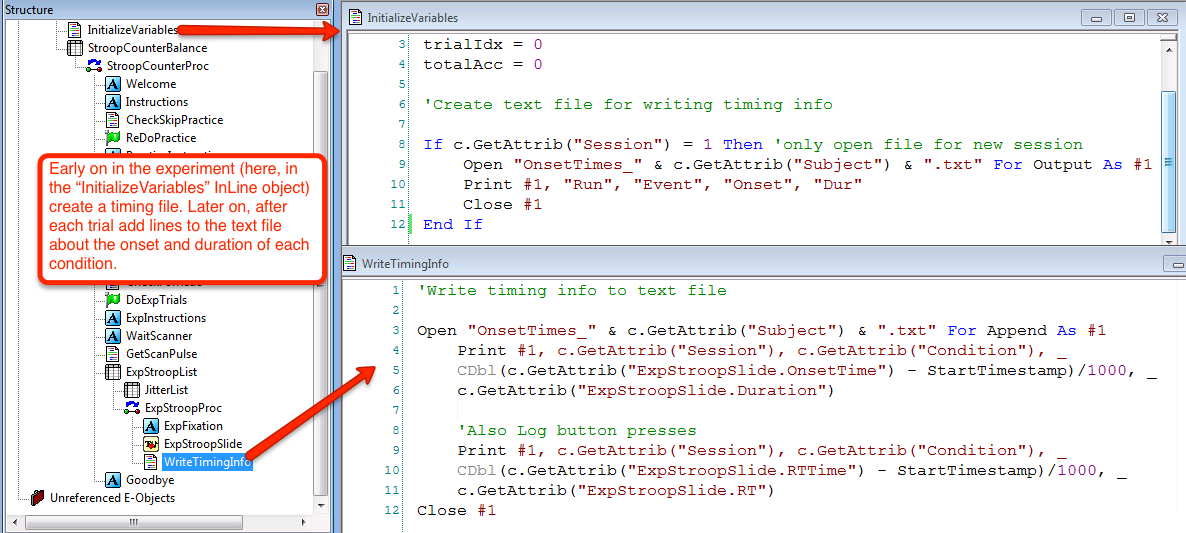 Structure
InitializeVariables
StroopCounterBalance
StroopCounterProc
Welcome
Instructions
CheckSkipPractice
ReDoPractice
Early on in the experiment (here, in
the “InitializeVariables” InLine object)
create a timing file. Later on, after
each trial add lines to the text file
about the onset and duration of each
condition.
DoExpTrials
ExpInstructions
WaitScanner
GetScanPulse
ExpStroopList
JitterList
ExpStroopProc
ExpFixation
ExpStroopSlide
WriteTimingInfo
Goodbye
Unreferenced E-Objects
InitializeVariables
3 trialIdx = 0
4 totalAcc = 0
5
6 'Create text file for writing timing info
7
8 If c.GetAttrib("Session") = 1 Then 'only open file for new session
9 Open "OnsetTimes_" & c.GetAttrib("Subject") & ".txt" For Output As #1
10 Print #1, "Run", "Event", "Onset", "Dur"
11 Close #1
12 End If
WriteTimingInfo
1 'Write timing info to text file
2
3 Open "OnsetTimes_" & c.GetAttrib("Subject") & ".txt" For Append As #1
4 Print #1, c.GetAttrib("Session"), c.GetAttrib("Condition"), _
5 CDbl(c.GetAttrib("ExpStroopSlide.OnsetTime") - StartTimestamp)/1000, _
6 c.GetAttrib("ExpStroopSlide.Duration")
7
8 'Also Log button presses
9 Print #1, c.GetAttrib("Session"), c.GetAttrib("Condition"), _
10 CDbl(c.GetAttrib("ExpStroopSlide.RTTime") - StartTimestamp)/1000, _
11 c.GetAttrib("ExpStroopSlide.RT")
12 Close #1